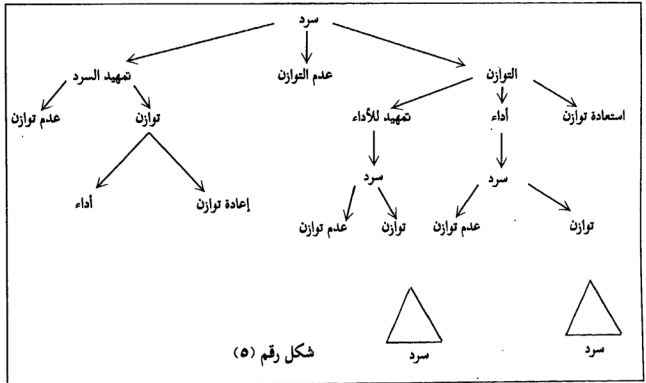 سرد
التوازن عدم التوازن تمهيد السرد
استعادة توازن أداء تمهيد للأداء توازن عدم توازن
سرد سرد
إعادة توازن أداء
توازن عدم توازن توازن عدم توازن
سرد سرد شكل رقم (٥)